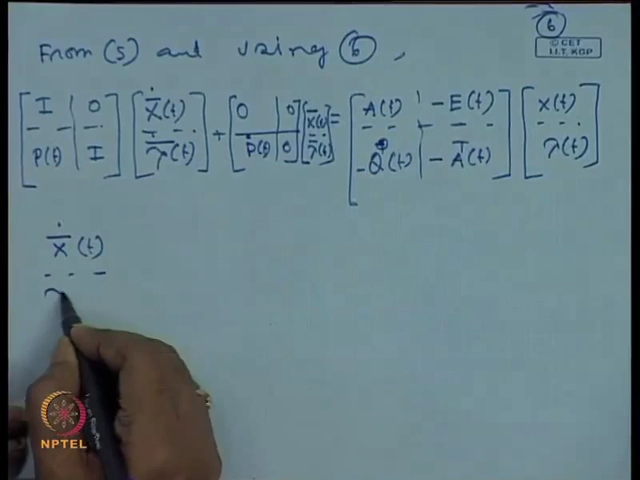 6
© CET
I.I.T. KGP
From (5) and using 6,
[ I | 0 ; P(t) | I ] [ ẋ̄(t) ; λ̄̇(t) ] + [ 0 | 0 ; Ṗ(t) | 0 ] [ x̄(t) ; λ̄(t) ] = [ A(t) | -E(t) ; -Q(t) | -Aᵀ(t) ] [ x(t) ; λ(t) ]
ẋ̄(t)
NPTEL